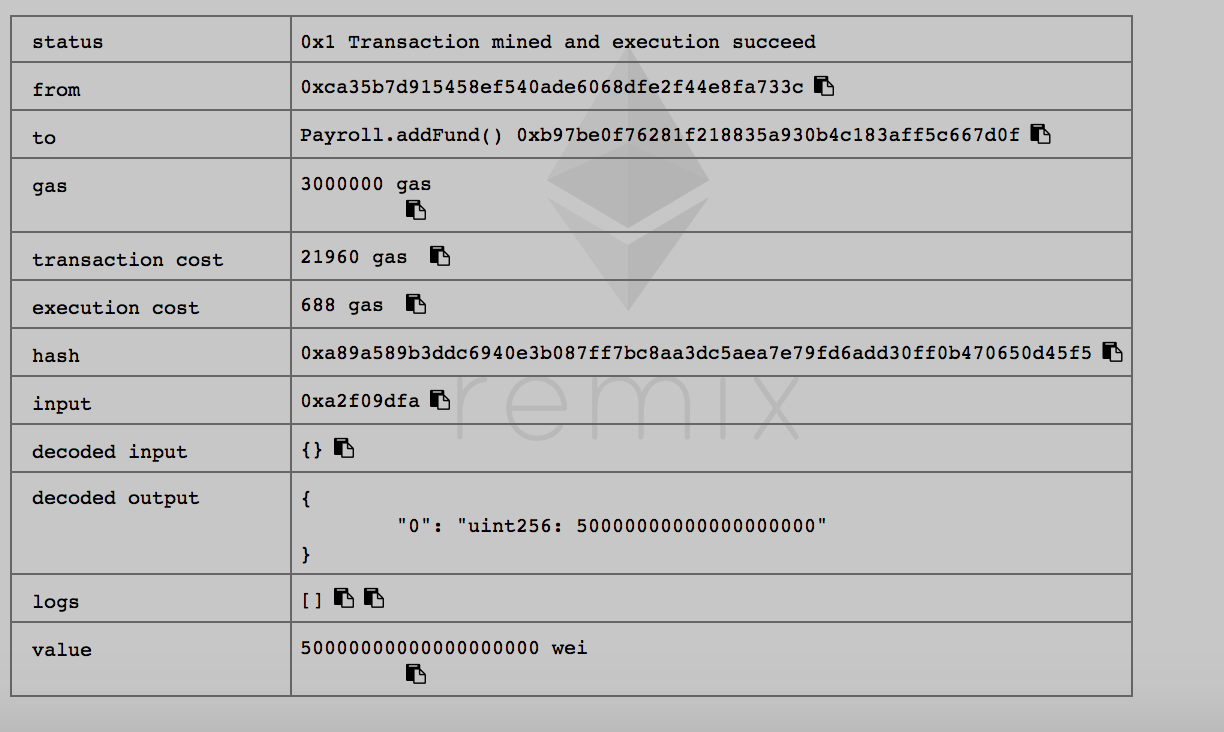 status 0x1 Transaction mined and execution succeed
from 0xca35b7d915458ef540ade6068dfe2f44e8fa733c
to Payroll.addFund() 0xb97be0f76281f218835a930b4c183aff5c667d0f
gas 3000000 gas
transaction cost 21960 gas
execution cost 688 gas
hash 0xa89a589b3ddc6940e3b087ff7bc8aa3dc5aea7e79fd6add30ff0b470650d45f5
remix
input 0xa2f09dfa
decoded input {}
decoded output {
"0": "uint256: 50000000000000000000"
}
logs []
value 50000000000000000000 wei